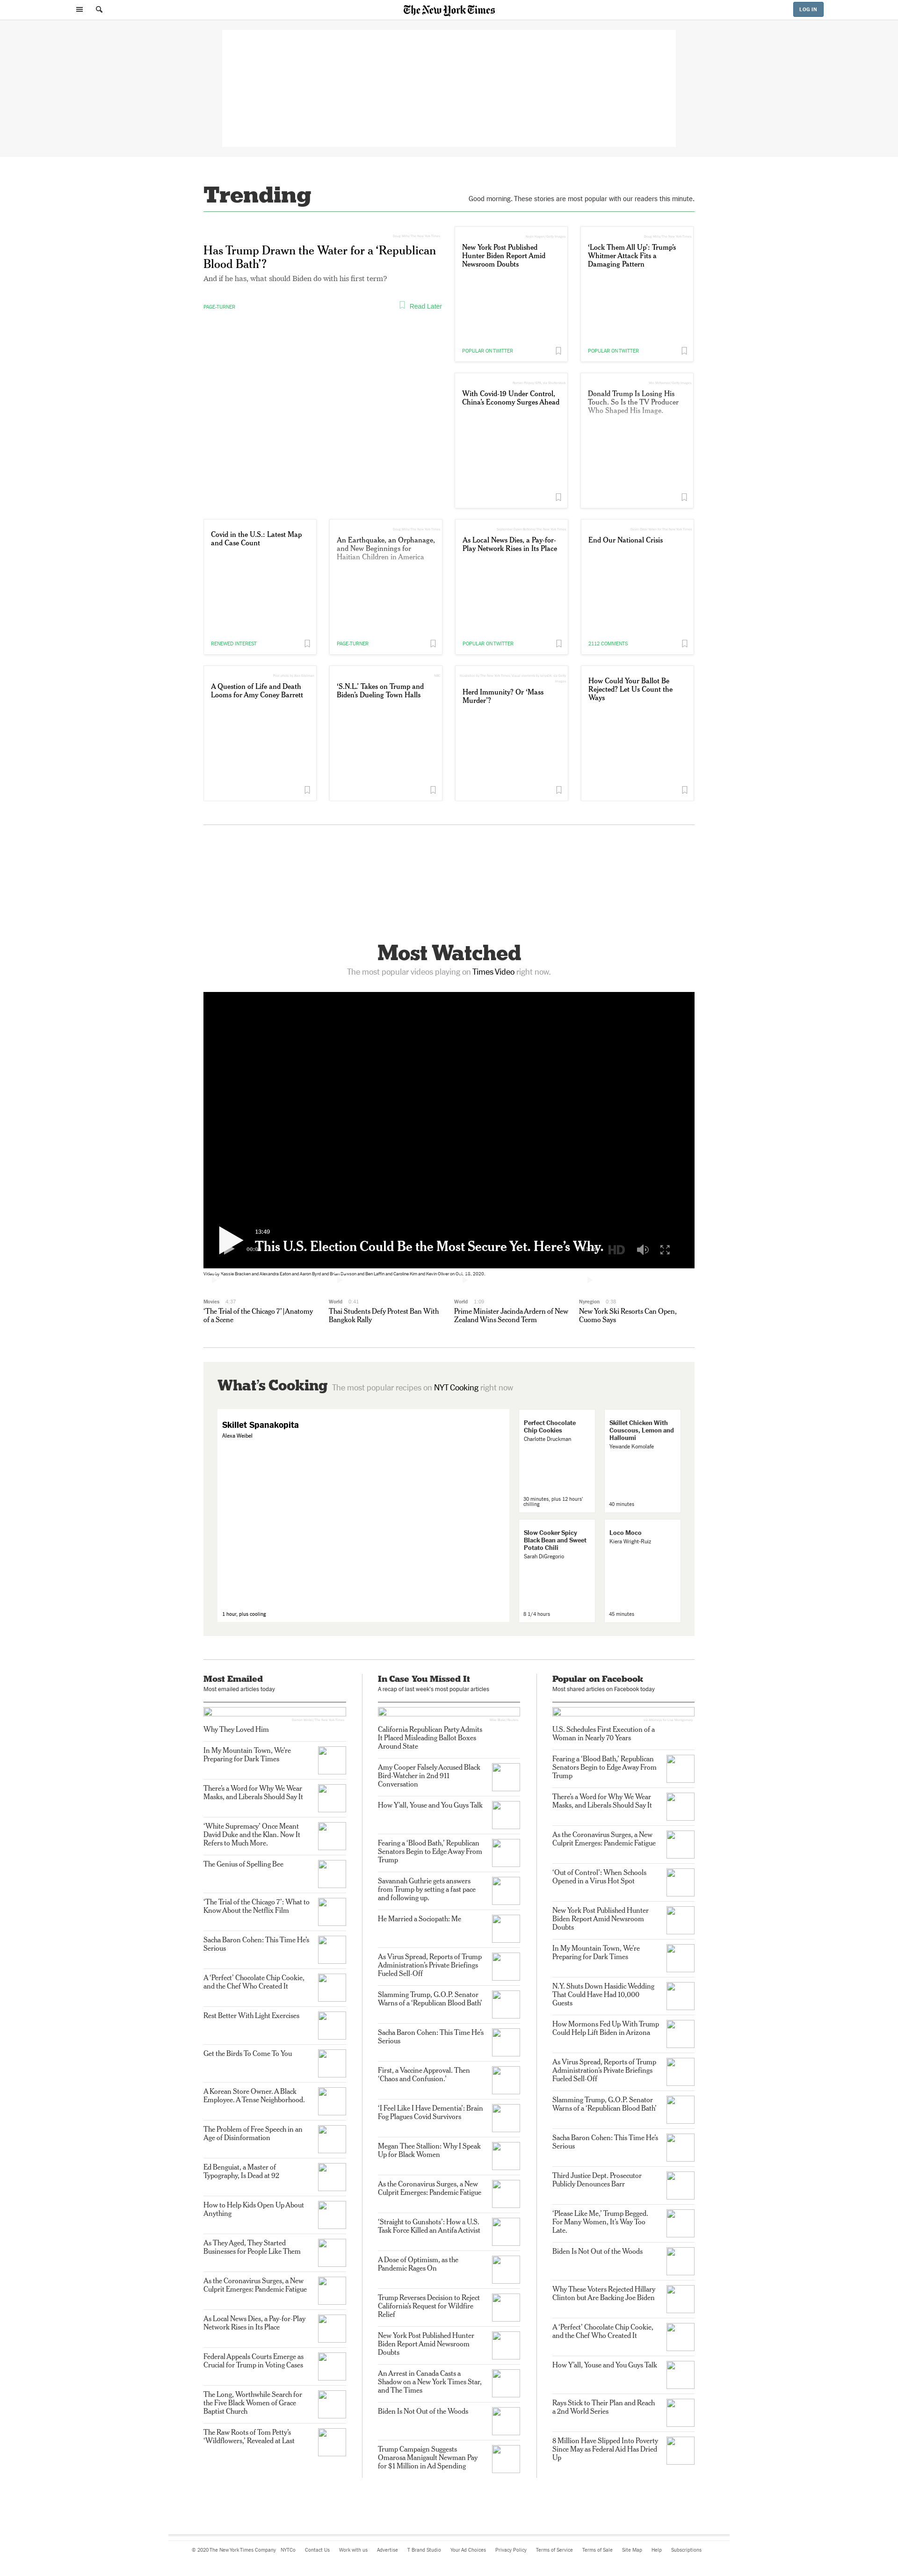 The New York Times
LOG IN
Trending
Good morning. These stories are most popular with our readers this minute.
Has Trump Drawn the Water for a ‘Republican
Blood Bath’?
And if he has, what should Biden do with his first term?
PAGE-TURNER
Read Later
New York Post Published
Hunter Biden Report Amid
Newsroom Doubts
POPULAR ON TWITTER
‘Lock Them All Up’: Trump’s
Whitmer Attack Fits a
Damaging Pattern
POPULAR ON TWITTER
With Covid-19 Under Control,
China’s Economy Surges Ahead
Donald Trump Is Losing His
Touch. So Is the TV Producer
Who Shaped His Image.
Covid in the U.S.: Latest Map
and Case Count
RENEWED INTEREST
An Earthquake, an Orphanage,
and New Beginnings for
Haitian Children in America
PAGE-TURNER
As Local News Dies, a Pay-for-
Play Network Rises in Its Place
POPULAR ON TWITTER
End Our National Crisis
2112 COMMENTS
A Question of Life and Death
Looms for Amy Coney Barrett
‘S.N.L.’ Takes on Trump and
Biden’s Dueling Town Halls
Herd Immunity? Or ‘Mass
Murder’?
How Could Your Ballot Be
Rejected? Let Us Count the
Ways
Most Watched
The most popular videos playing on Times Video right now.
13:40
This U.S. Election Could Be the Most Secure Yet. Here’s Why.
HD
Movies 4:37
‘The Trial of the Chicago 7’ | Anatomy
of a Scene
World 0:41
Thai Students Defy Protest Ban With
Bangkok Rally
World 1:08
Prime Minister Jacinda Ardern of New
Zealand Wins Second Term
Nyregion 0:36
New York Ski Resorts Can Open,
Cuomo Says
What’s Cooking The most popular recipes on NYT Cooking right now
Skillet Spanakopita
Alexa Weibel
1 hour, plus cooling
Perfect Chocolate
Chip Cookies
Charlotte Druckman
30 minutes, plus 12 hours'
chilling
Skillet Chicken With
Couscous, Lemon and
Halloumi
Yewande Komolafe
40 minutes
Slow Cooker Spicy
Black Bean and Sweet
Potato Chili
Sarah DiGregorio
8 1/4 hours
Loco Moco
Kiera Wright-Ruiz
45 minutes
Most Emailed
Most emailed articles today
Why They Loved Him
In My Mountain Town, We’re
Preparing for Dark Times
There’s a Word for Why We Wear
Masks, and Liberals Should Say It
‘White Supremacy’ Once Meant
David Duke and the Klan. Now It
Refers to Much More.
The Genius of Spelling Bee
‘The Trial of the Chicago 7’: What to
Know About the Netflix Film
Sacha Baron Cohen: This Time He’s
Serious
A ‘Perfect’ Chocolate Chip Cookie,
and the Chef Who Created It
Rest Better With Light Exercises
Get the Birds To Come To You
A Korean Store Owner. A Black
Employee. A Tense Neighborhood.
The Problem of Free Speech in an
Age of Disinformation
Ed Benguiat, a Master of
Typography, Is Dead at 92
How to Help Kids Open Up About
Anything
As They Aged, They Started
Businesses for People Like Them
As the Coronavirus Surges, a New
Culprit Emerges: Pandemic Fatigue
As Local News Dies, a Pay-for-Play
Network Rises in Its Place
Federal Appeals Courts Emerge as
Crucial for Trump in Voting Cases
The Long, Worthwhile Search for
the Five Black Women of Grace
Baptist Church
The Raw Roots of Tom Petty’s
‘Wildflowers,’ Revealed at Last
In Case You Missed It
A recap of last week's most popular articles
California Republican Party Admits
It Placed Misleading Ballot Boxes
Around State
Amy Cooper Falsely Accused Black
Bird-Watcher in 2nd 911
Conversation
How Y’all, Youse and You Guys Talk
Fearing a ‘Blood Bath,’ Republican
Senators Begin to Edge Away From
Trump
Savannah Guthrie gets answers
from Trump by setting a fast pace
and following up.
He Married a Sociopath: Me
As Virus Spread, Reports of Trump
Administration’s Private Briefings
Fueled Sell-Off
Slamming Trump, G.O.P. Senator
Warns of a ‘Republican Blood Bath’
Sacha Baron Cohen: This Time He’s
Serious
First, a Vaccine Approval. Then
‘Chaos and Confusion.’
‘I Feel Like I Have Dementia’: Brain
Fog Plagues Covid Survivors
Megan Thee Stallion: Why I Speak
Up for Black Women
As the Coronavirus Surges, a New
Culprit Emerges: Pandemic Fatigue
‘Straight to Gunshots’: How a U.S.
Task Force Killed an Antifa Activist
A Dose of Optimism, as the
Pandemic Rages On
Trump Reverses Decision to Reject
California’s Request for Wildfire
Relief
New York Post Published Hunter
Biden Report Amid Newsroom
Doubts
An Arrest in Canada Casts a
Shadow on a New York Times Star,
and The Times
Biden Is Not Out of the Woods
Trump Campaign Suggests
Omarosa Manigault Newman Pay
for $1 Million in Ad Spending
Popular on Facebook
Most shared articles on Facebook today
U.S. Schedules First Execution of a
Woman in Nearly 70 Years
Fearing a ‘Blood Bath,’ Republican
Senators Begin to Edge Away From
Trump
There’s a Word for Why We Wear
Masks, and Liberals Should Say It
As the Coronavirus Surges, a New
Culprit Emerges: Pandemic Fatigue
‘Out of Control’: When Schools
Opened in a Virus Hot Spot
New York Post Published Hunter
Biden Report Amid Newsroom
Doubts
In My Mountain Town, We’re
Preparing for Dark Times
N.Y. Shuts Down Hasidic Wedding
That Could Have Had 10,000
Guests
How Mormons Fed Up With Trump
Could Help Lift Biden in Arizona
As Virus Spread, Reports of Trump
Administration’s Private Briefings
Fueled Sell-Off
Slamming Trump, G.O.P. Senator
Warns of a ‘Republican Blood Bath’
Sacha Baron Cohen: This Time He’s
Serious
Third Justice Dept. Prosecutor
Publicly Denounces Barr
‘Please Like Me,’ Trump Begged.
For Many Women, It’s Way Too
Late.
Biden Is Not Out of the Woods
Why These Voters Rejected Hillary
Clinton but Are Backing Joe Biden
A ‘Perfect’ Chocolate Chip Cookie,
and the Chef Who Created It
How Y’all, Youse and You Guys Talk
Rays Stick to Their Plan and Reach
a 2nd World Series
8 Million Have Slipped Into Poverty
Since May as Federal Aid Has Dried
Up
© 2020 The New York Times Company NYTCo Contact Us Work with us Advertise T Brand Studio Your Ad Choices Privacy Policy Terms of Service Terms of Sale Site Map Help Subscriptions